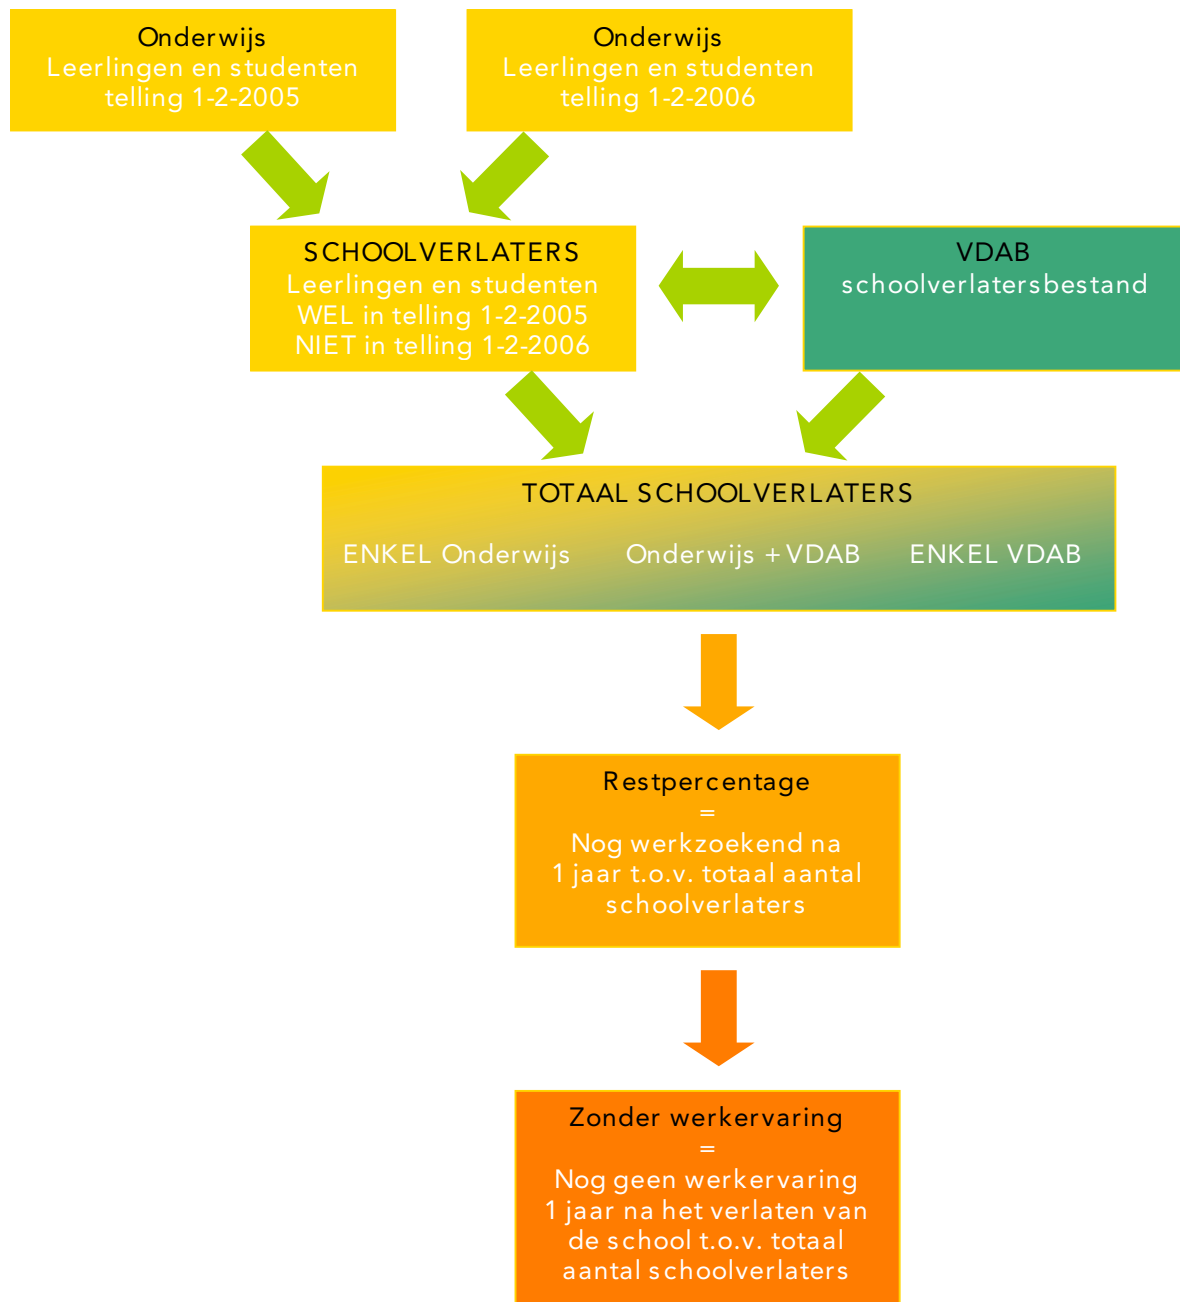 Onderwijs
Leerlingen en studenten
telling 1-2-2005
Onderwijs
Leerlingen en studenten
telling 1-2-2006
SCHOOLVERLATERS
Leerlingen en studenten
WEL in telling 1-2-2005
NIET in telling 1-2-2006
VDAB
schoolverlatersbestand
TOTAAL SCHOOLVERLATERS
ENKEL Onderwijs
Onderwijs + VDAB
ENKEL VDAB
Restpercentage
=
Nog werkzoekend na
1 jaar t.o.v. totaal aantal
schoolverlaters
Zonder werkervaring
=
Nog geen werkervaring
1 jaar na het verlaten van
de school t.o.v. totaal
aantal schoolverlaters